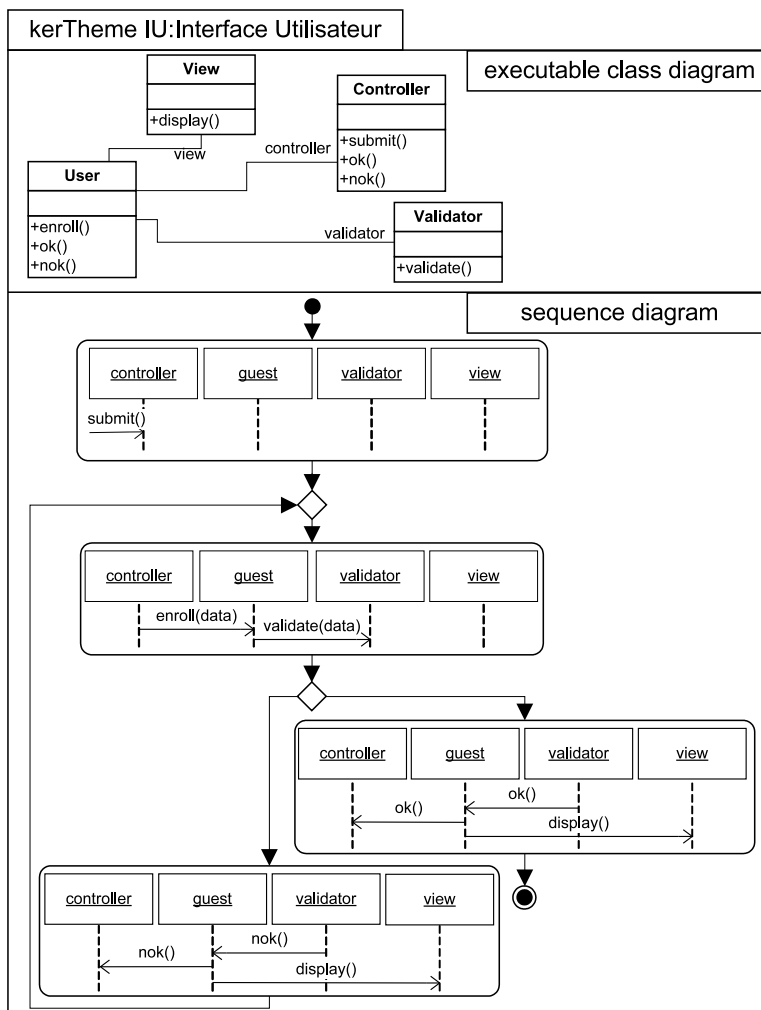 kerTheme IU:Interface Utilisateur
executable class diagram
View
+display()
view
Controller
+submit()
+ok()
+nok()
controller
User
+enroll()
+ok()
+nok()
Validator
+validate()
validator
sequence diagram
controller guest validator view
submit()
controller guest validator view
enroll(data)
validate(data)
controller guest validator view
ok()
ok()
display()
controller guest validator view
nok()
nok()
display()